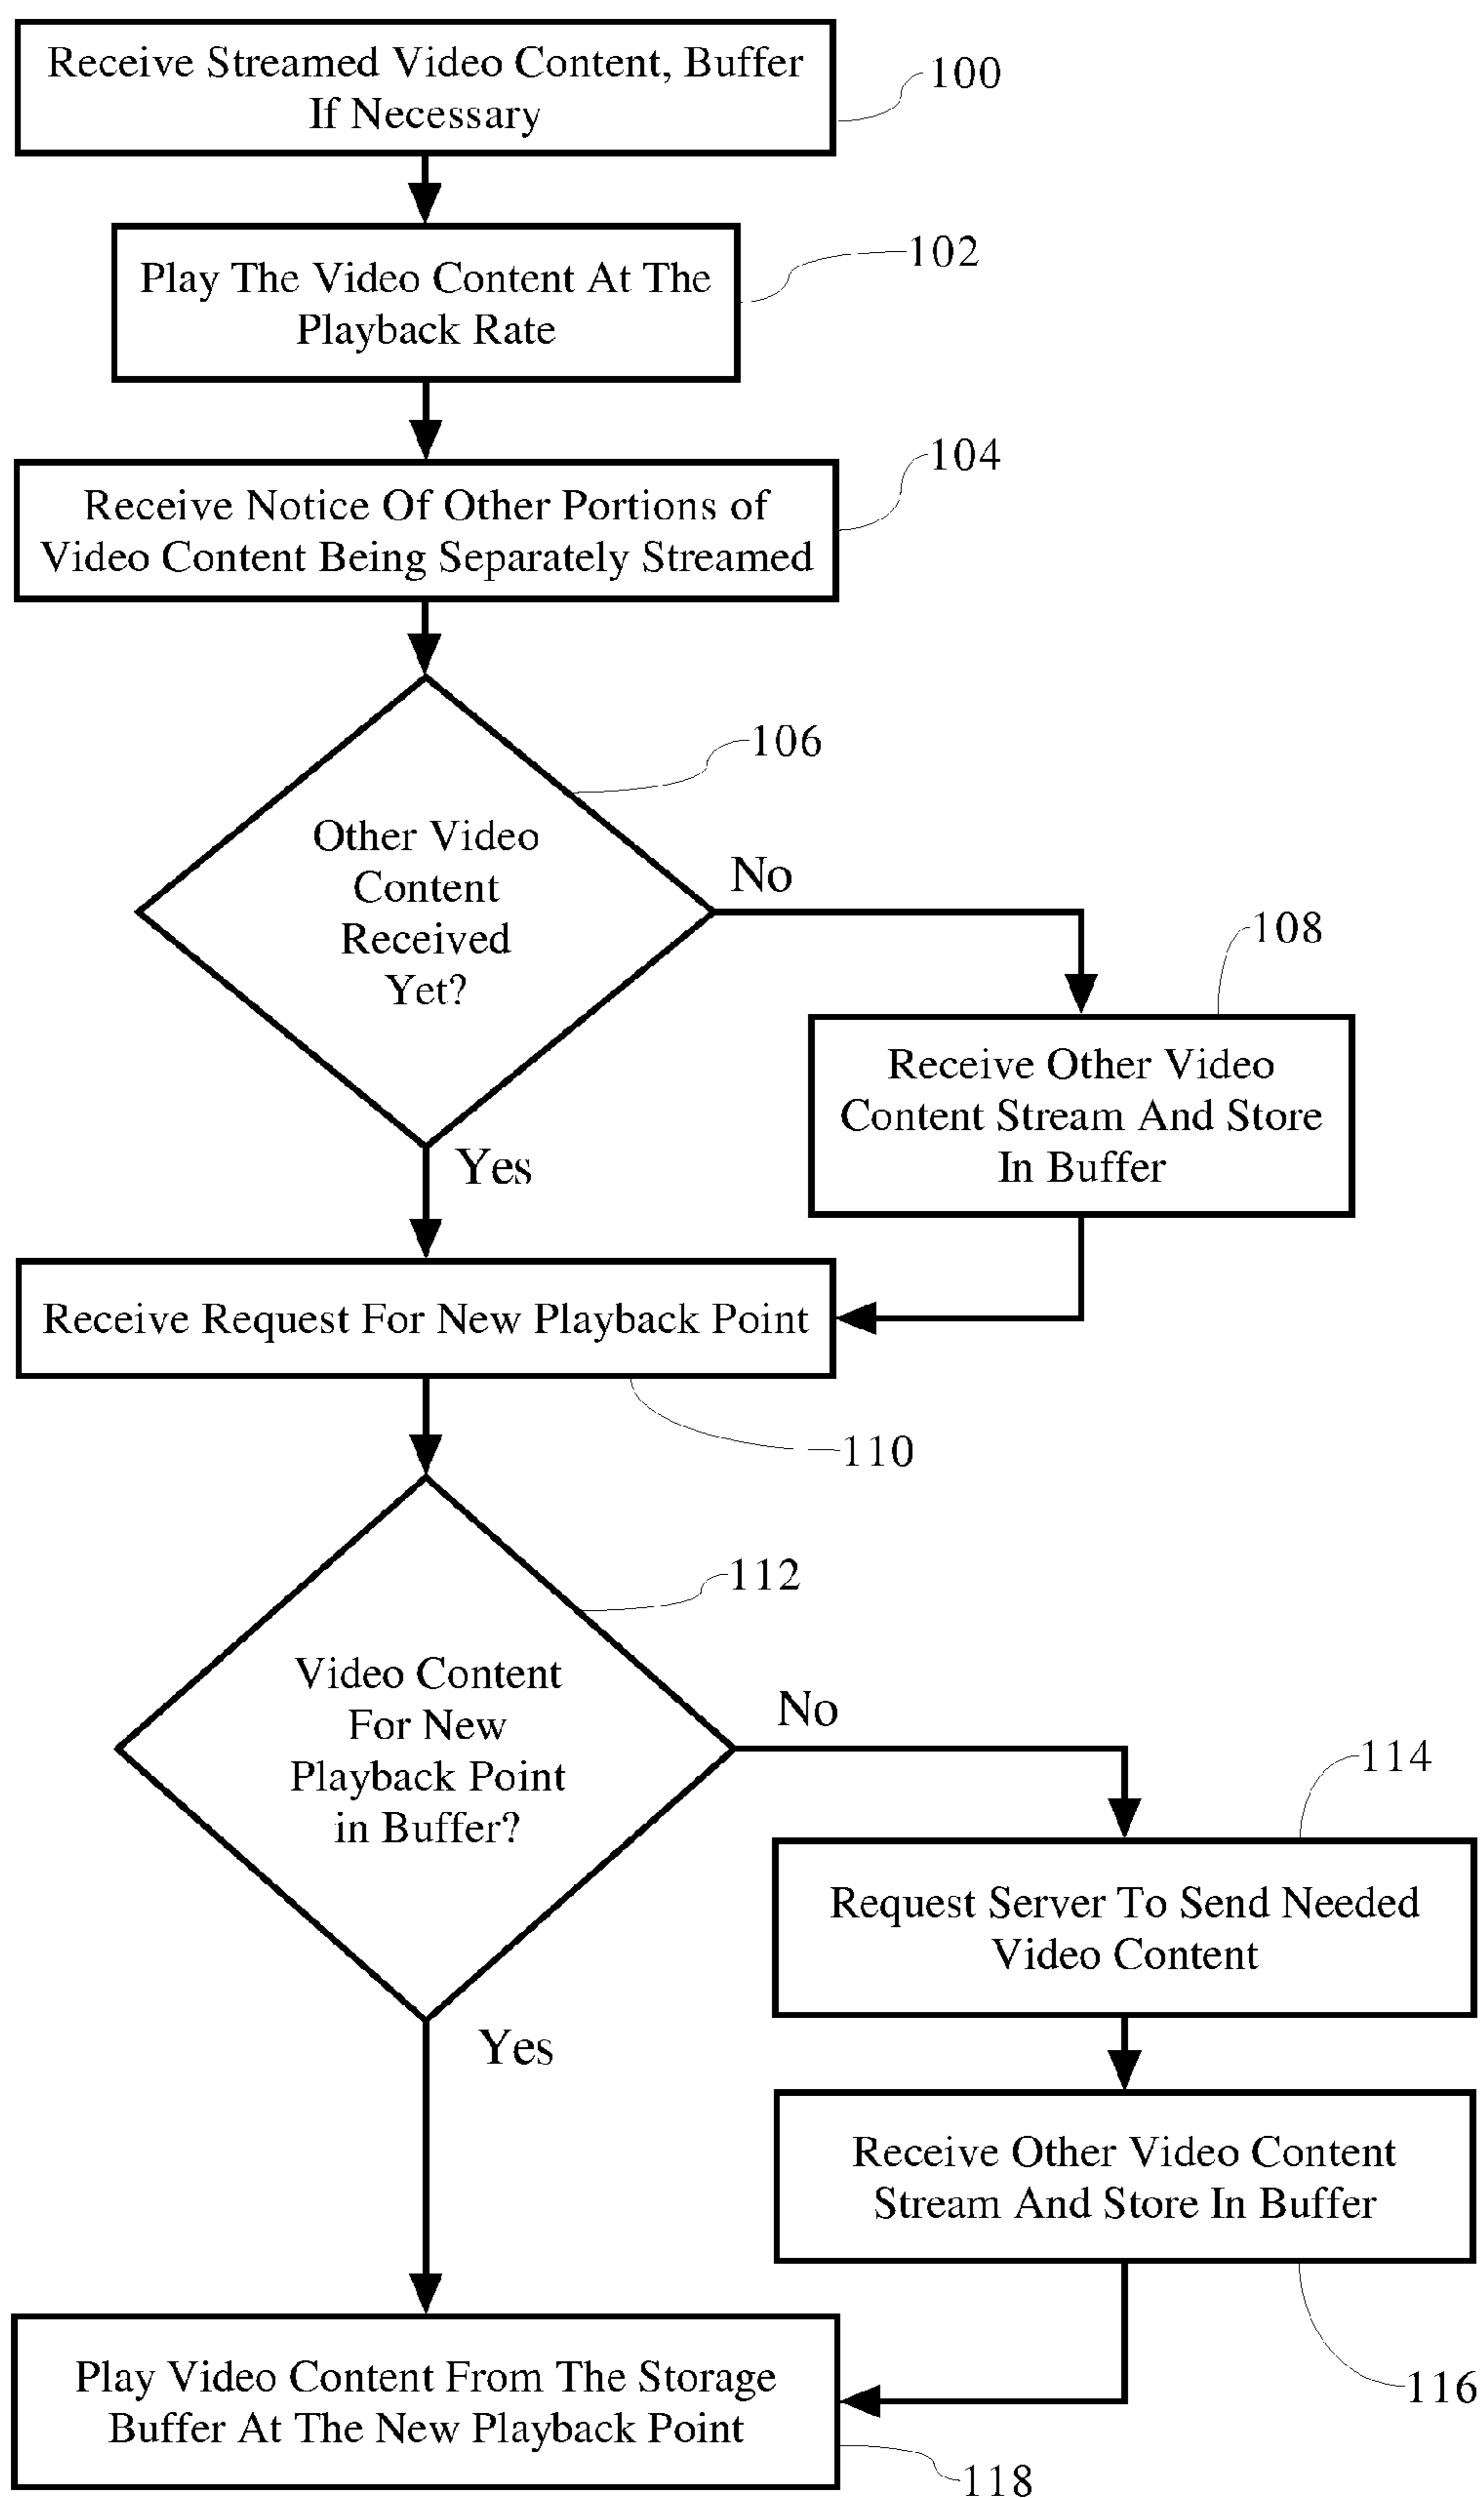 Receive Streamed Video Content, Buffer
If Necessary
100
Play The Video Content At The
Playback Rate
102
Receive Notice Of Other Portions of
Video Content Being Separately Streamed
104
Other Video
Content
Received
Yet?
106
No
Yes
Receive Other Video
Content Stream And Store
In Buffer
108
Receive Request For New Playback Point
110
Video Content
For New
Playback Point
in Buffer?
112
No
Yes
Request Server To Send Needed
Video Content
114
Receive Other Video Content
Stream And Store In Buffer
116
Play Video Content From The Storage
Buffer At The New Playback Point
118